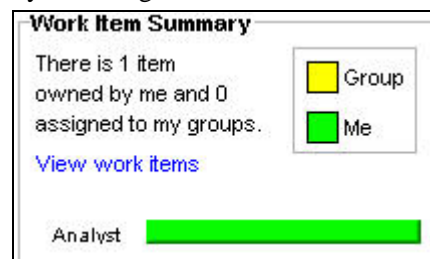 Work Item Summary
There is 1 item
owned by me and 0
assigned to my groups.
View work items
Group
Me
Analyst